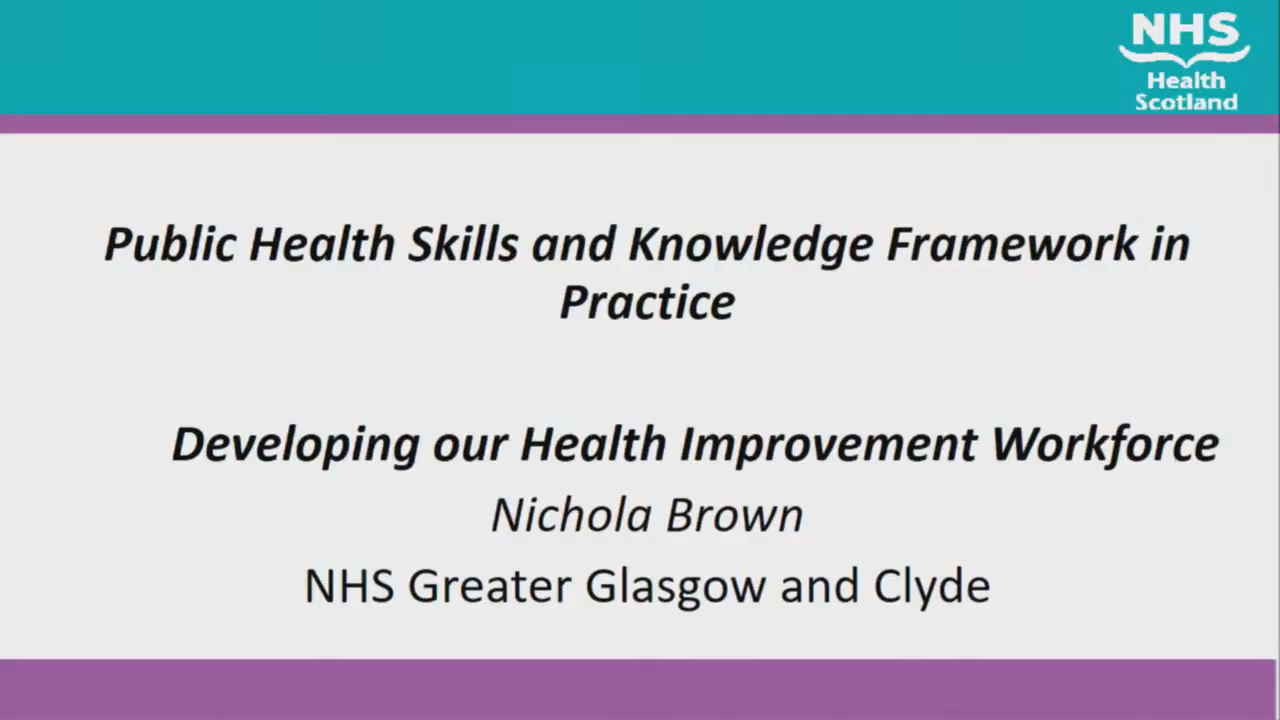 NHS
Health
Scotland
Public Health Skills and Knowledge Framework in
Practice
Developing our Health Improvement Workforce
Nichola Brown
NHS Greater Glasgow and Clyde